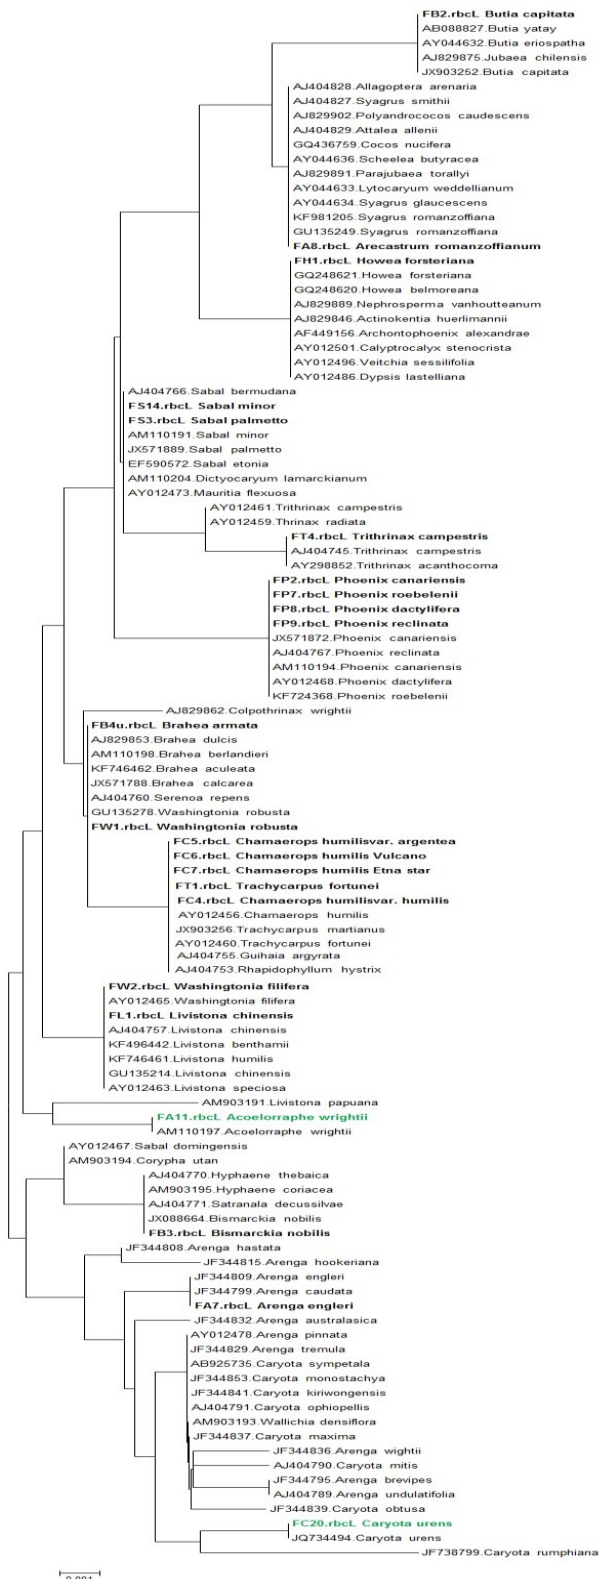 FB2.rbcL Butia capitata
AB088827.Butia yatay
AY044632.Butia eriospatha
AJ829875.Jubaea chilensis
JX903252.Butia capitata
AJ404828.Allagoptera arenaria
AJ404827.Syagrus smithii
AJ829902.Polyandrococos caudescens
AJ404829.Attalea allenii
GQ436759.Cocos nucifera
AY044636.Scheelea butyracea
AJ829891.Parajubaea torallyi
AY044633.Lytocaryum weddellianum
AY044634.Syagrus glaucescens
KF981205.Syagrus romanzoffiana
GU135249.Syagrus romanzoffiana
FA8.rbcL Arecastrum romanzoffianum
FH1.rbcL Howea forsteriana
GQ248621.Howea forsteriana
GQ248620.Howea belmoreana
AJ829889.Nephrosperma vanhoutteanum
AJ829846.Actinokentia huerlimannii
AF449156.Archontophoenix alexandrae
AY012501.Calyptrocalyx stenocrista
AY012496.Veitchia sessilifolia
AY012486.Dypsis lastelliana
AJ404766.Sabal bermudana
FS14.rbcL Sabal minor
FS3.rbcL Sabal palmetto
AM110191.Sabal minor
JX571889.Sabal palmetto
EF590572.Sabal etonia
AM110204.Dictyocaryum lamarckianum
AY012473.Mauritia flexuosa
AY012461.Trithrinax campestris
AY012459.Thrinax radiata
FT4.rbcL Trithrinax campestris
AJ404745.Trithrinax campestris
AY298852.Trithrinax acanthocoma
FP2.rbcL Phoenix canariensis
FP7.rbcL Phoenix roebelenii
FP8.rbcL Phoenix dactylifera
FP9.rbcL Phoenix reclinata
JX571872.Phoenix canariensis
AJ404767.Phoenix reclinata
AM110194.Phoenix canariensis
AY012468.Phoenix dactylifera
KF724368.Phoenix roebelenii
AJ829862.Colpothrinax wrightii
FB4u.rbcL Brahea armata
AJ829853.Brahea dulcis
AM110198.Brahea berlandieri
KF746462.Brahea aculeata
JX571788.Brahea calcarea
AJ404760.Serenoa repens
GU135278.Washingtonia robusta
FW1.rbcL Washingtonia robusta
FC5.rbcL Chamaerops humilisvar. argentea
FC6.rbcL Chamaerops humilis Vulcano
FC7.rbcL Chamaerops humilis Etna star
FT1.rbcL Trachycarpus fortunei
FC4.rbcL Chamaerops humilisvar. humilis
AY012456.Chamaerops humilis
JX903256.Trachycarpus martianus
AY012460.Trachycarpus fortunei
AJ404755.Guihaia argyrata
AJ404753.Rhapidophyllum hystrix
FW2.rbcL Washingtonia filifera
AY012465.Washingtonia filifera
FL1.rbcL Livistona chinensis
AJ404757.Livistona chinensis
KF496442.Livistona benthamii
KF746461.Livistona humilis
GU135214.Livistona chinensis
AY012463.Livistona speciosa
AM903191.Livistona papuana
FA11.rbcL Acoelorraphe wrightii
AM110197.Acoelorraphe wrightii
AY012467.Sabal domingensis
AM903194.Corypha utan
AJ404770.Hyphaene thebaica
AM903195.Hyphaene coriacea
AJ404771.Satranala decussilvae
JX088664.Bismarckia nobilis
FB3.rbcL Bismarckia nobilis
JF344808.Arenga hastata
JF344815.Arenga hookeriana
JF344809.Arenga engleri
JF344799.Arenga caudata
FA7.rbcL Arenga engleri
JF344832.Arenga australasica
AY012478.Arenga pinnata
JF344829.Arenga tremula
AB925735.Caryota sympetala
JF344853.Caryota monostachya
JF344841.Caryota kiriwongensis
AJ404791.Caryota ophiopellis
AM903193.Wallichia densiflora
JF344837.Caryota maxima
JF344836.Arenga wightii
AJ404790.Caryota mitis
JF344795.Arenga brevipes
AJ404789.Arenga undulatifolia
JF344839.Caryota obtusa
FC20.rbcL Caryota urens
JQ734494.Caryota urens
JF738799.Caryota rumphiana